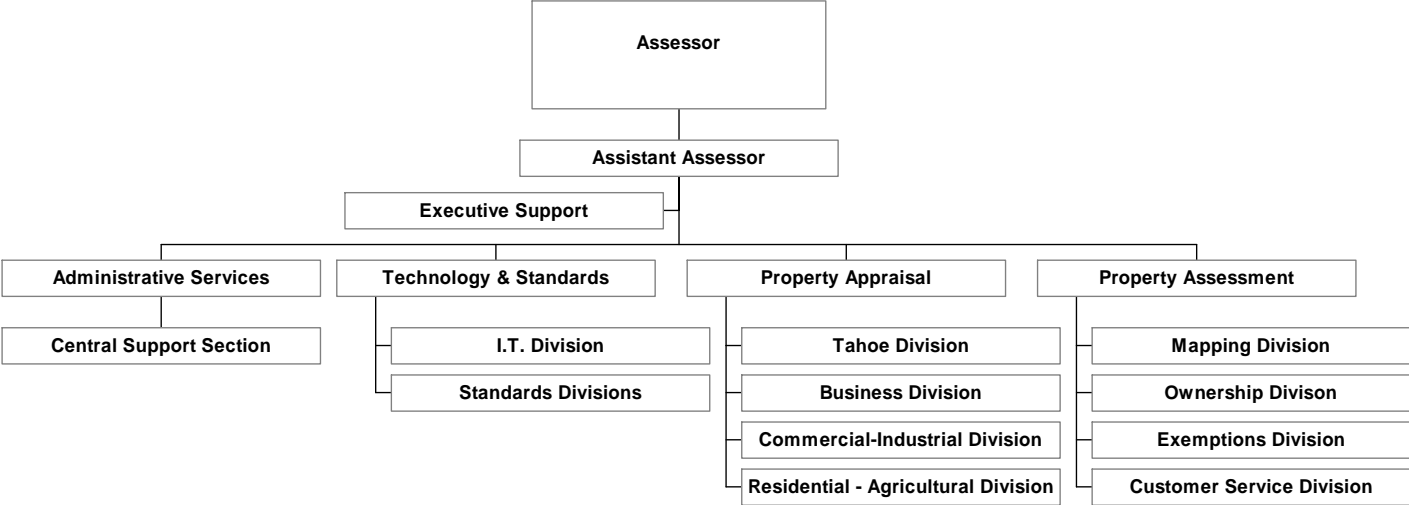 Assessor
Assistant Assessor
Executive Support
Administrative Services
Technology & Standards
Property Appraisal
Property Assessment
Central Support Section
I.T. Division
Tahoe Division
Mapping Division
Standards Divisions
Business Division
Ownership Divison
Commercial-Industrial Division
Exemptions Division
Residential - Agricultural Division
Customer Service Division